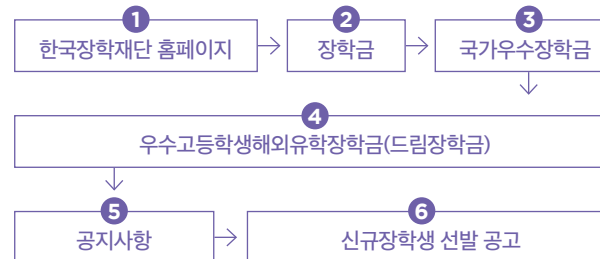 1
한국장학재단 홈페이지
2
장학금
3
국가우수장학금
4
우수고등학생해외유학장학금(드림장학금)
5
공지사항
6
신규장학생 선발 공고